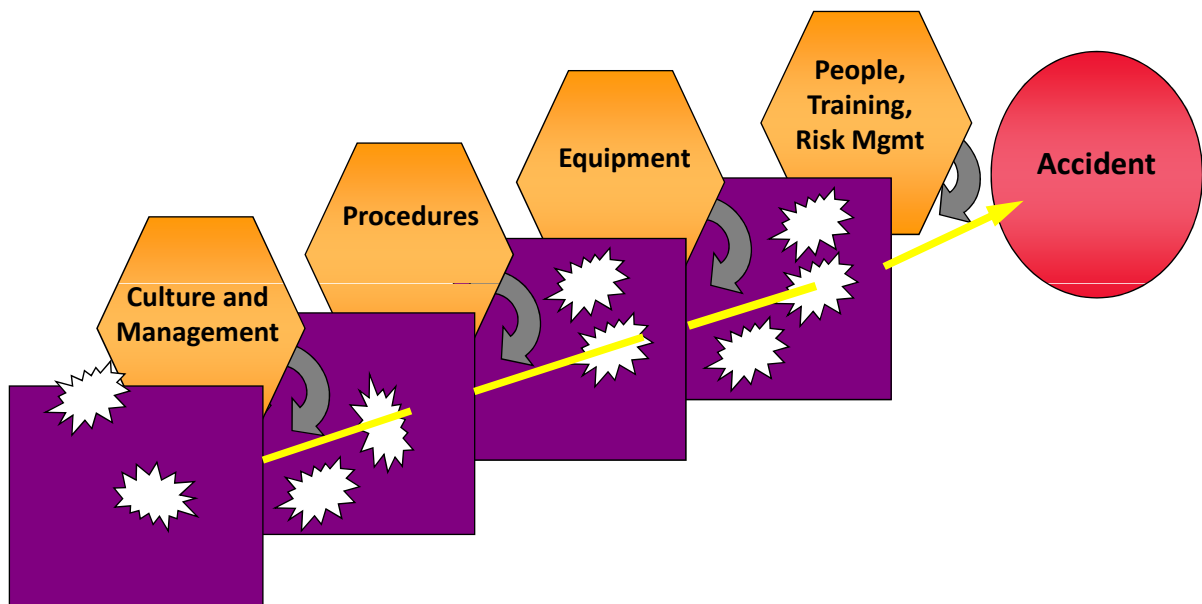 Culture and
Management
Procedures
Equipment
People,
Training,
Risk Mgmt
Accident